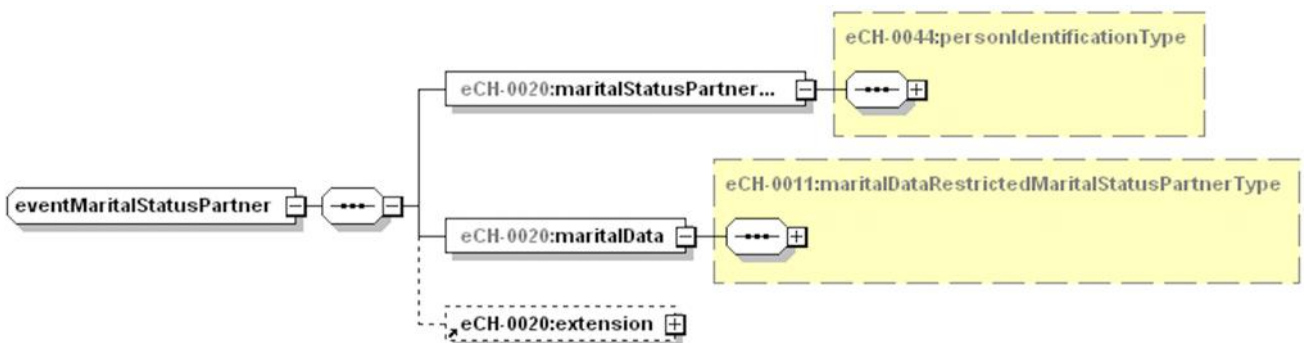 eCH-0044:personIdentificationType
eCH-0020:maritalStatusPartner...
eCH-0011:maritalDataRestrictedMaritalStatusPartnerType
eventMaritalStatusPartner
eCH-0020:maritalData
eCH-0020:extension